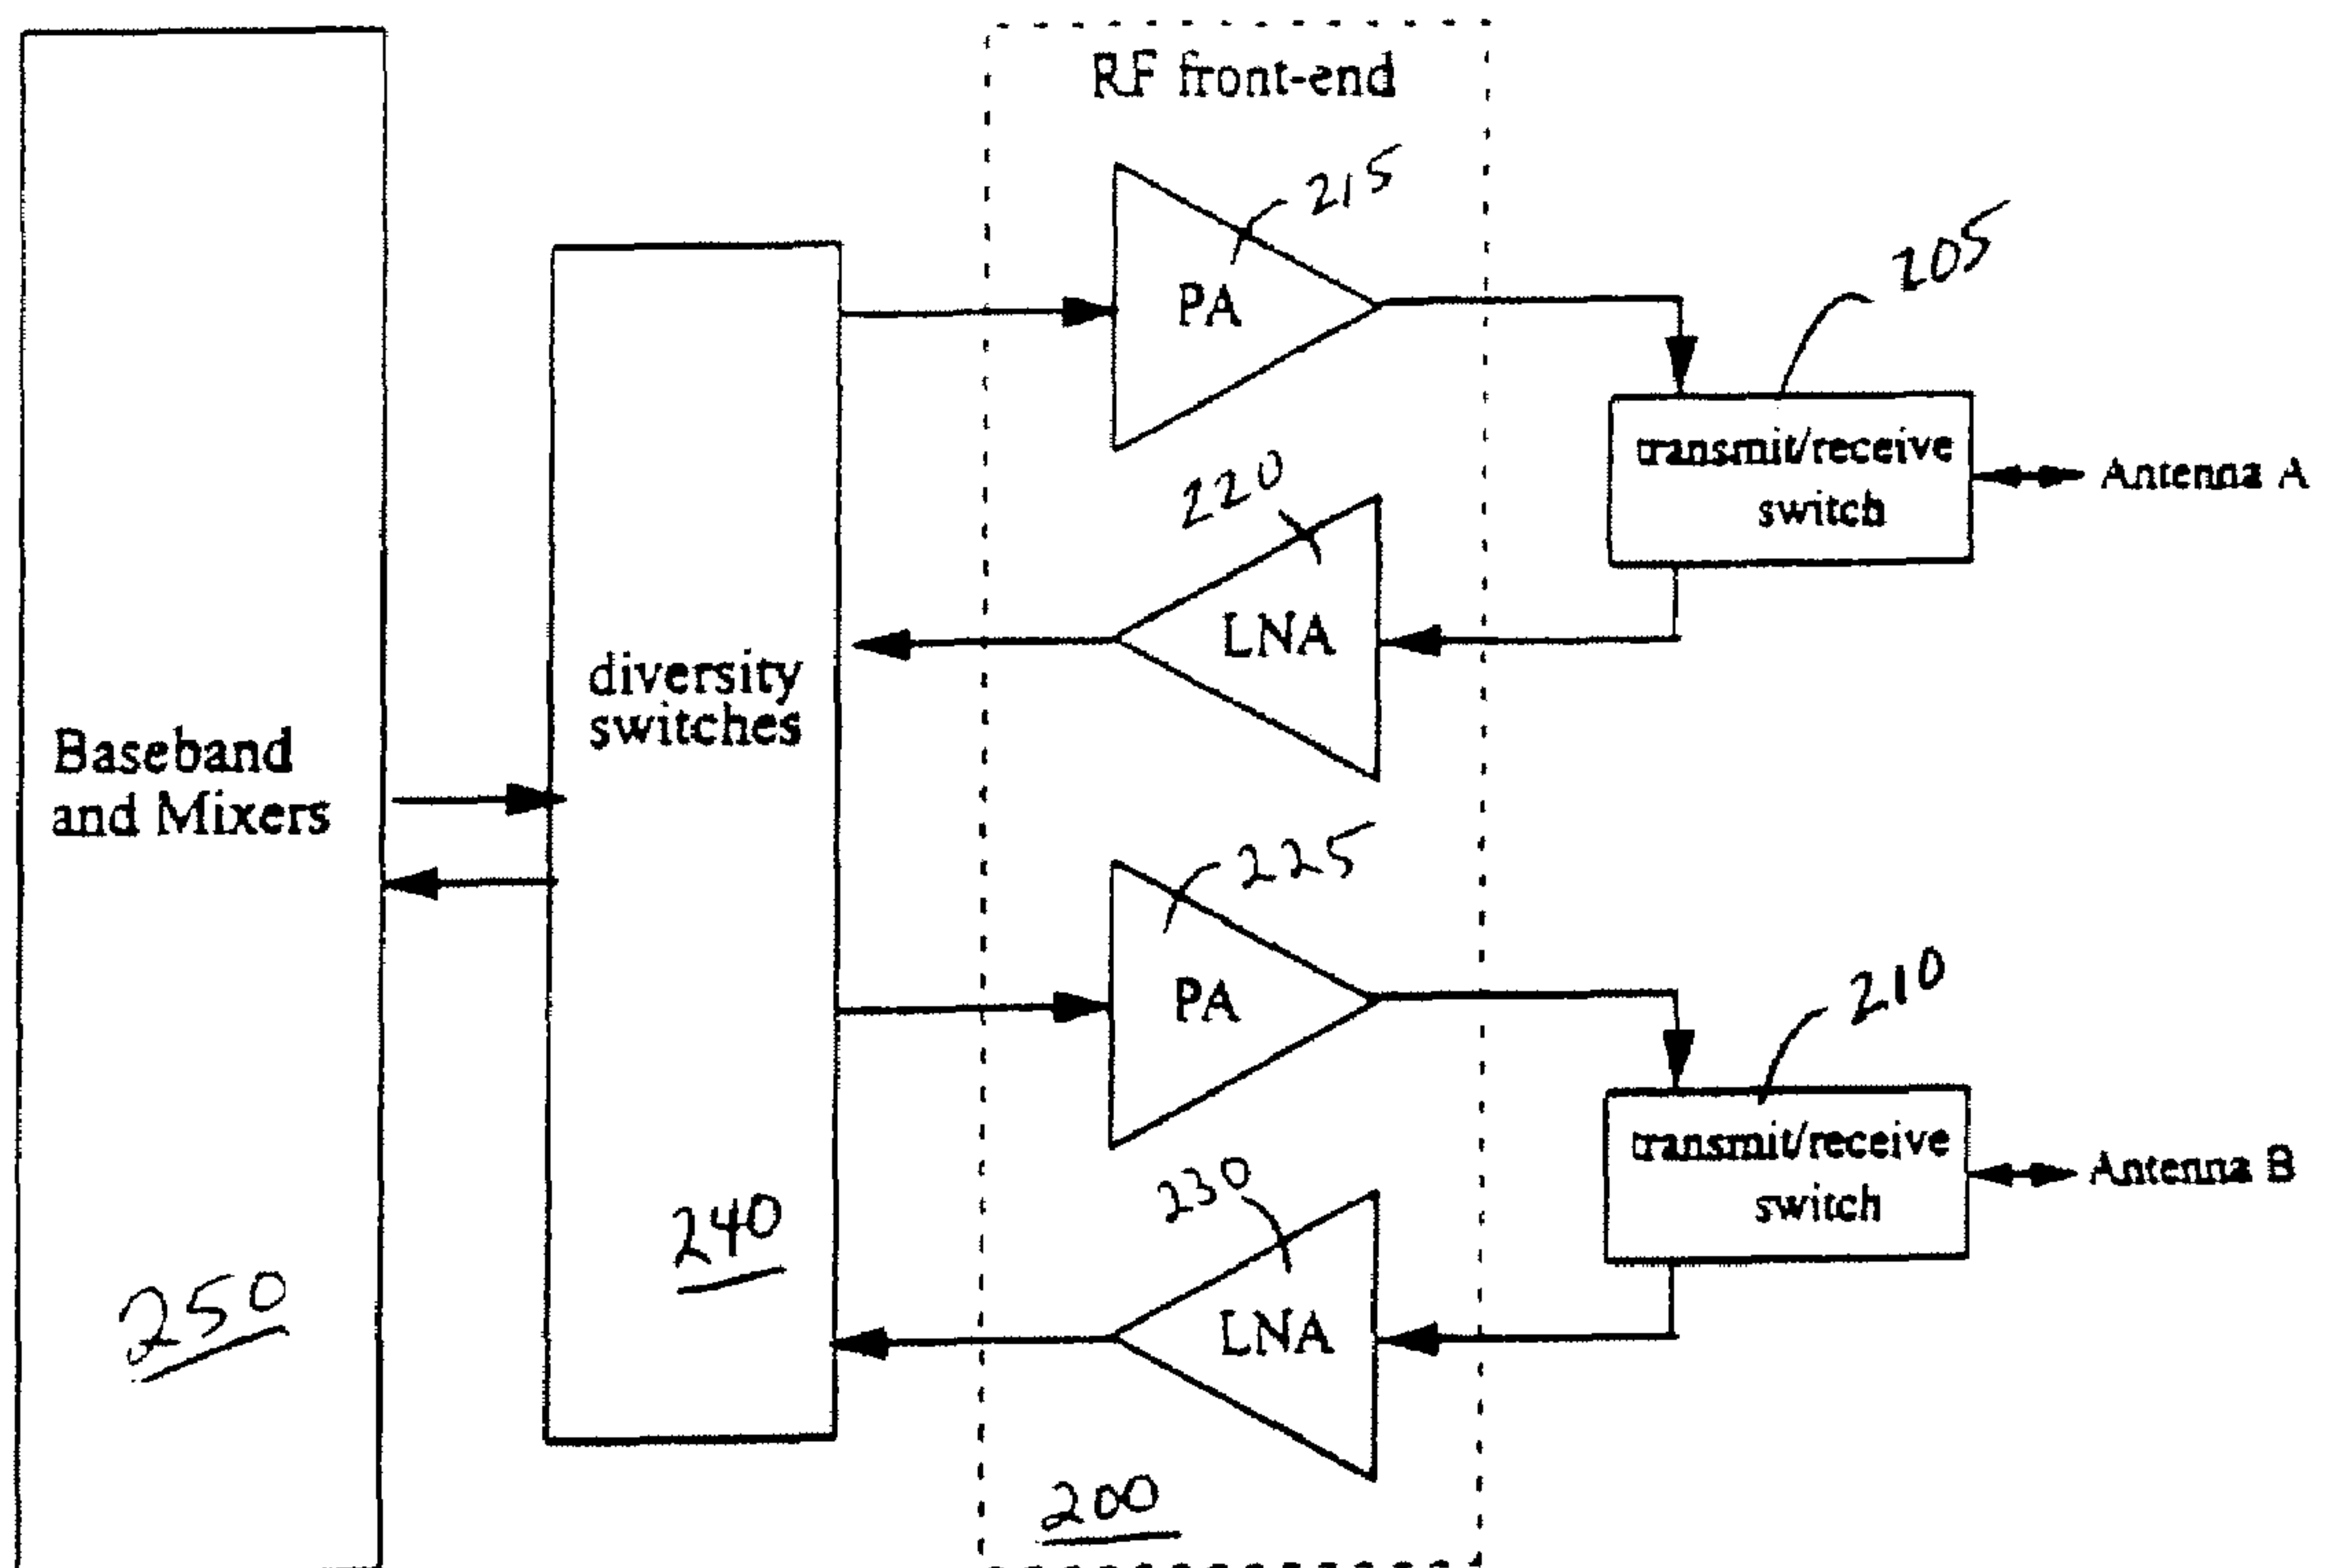 RF front-end
215
PA
205
transmit/receive
switch
Antenna A
220
LNA
diversity
switches
Baseband
and Mixers
225
PA
210
transmit/receive
switch
Antenna B
230
LNA
240
250
200